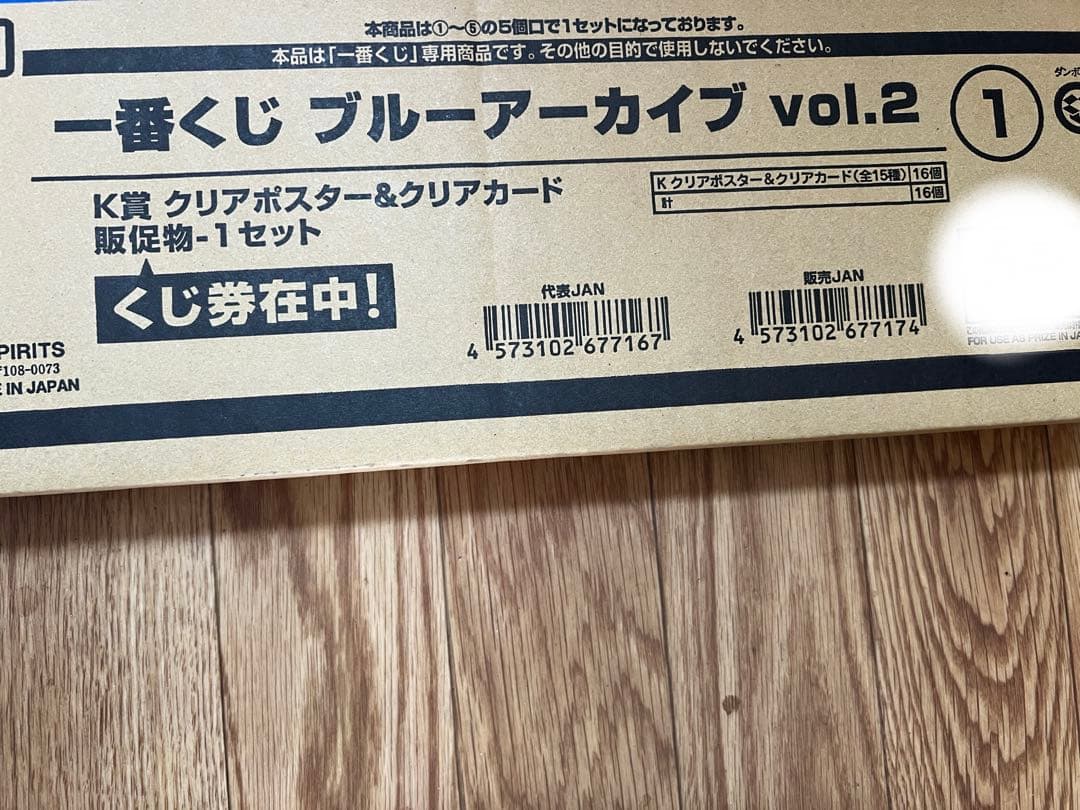 本商品は①〜⑤の5個口で1セットになっております。
本品は「一番くじ」専用商品です。その他の目的で使用しないでください。
一番くじ ブルーアーカイブ vol.2
1
K賞 クリアポスター&クリアカード
販促物-1セット
くじ券在中!
K クリアポスター&クリアカード(全15種) 16個
計 16個
代表JAN
4 573102 677167
販売JAN
4 573102 677174
PIRITS
108-0073
E IN JAPAN
FOR USE AS PRIZE IN JA